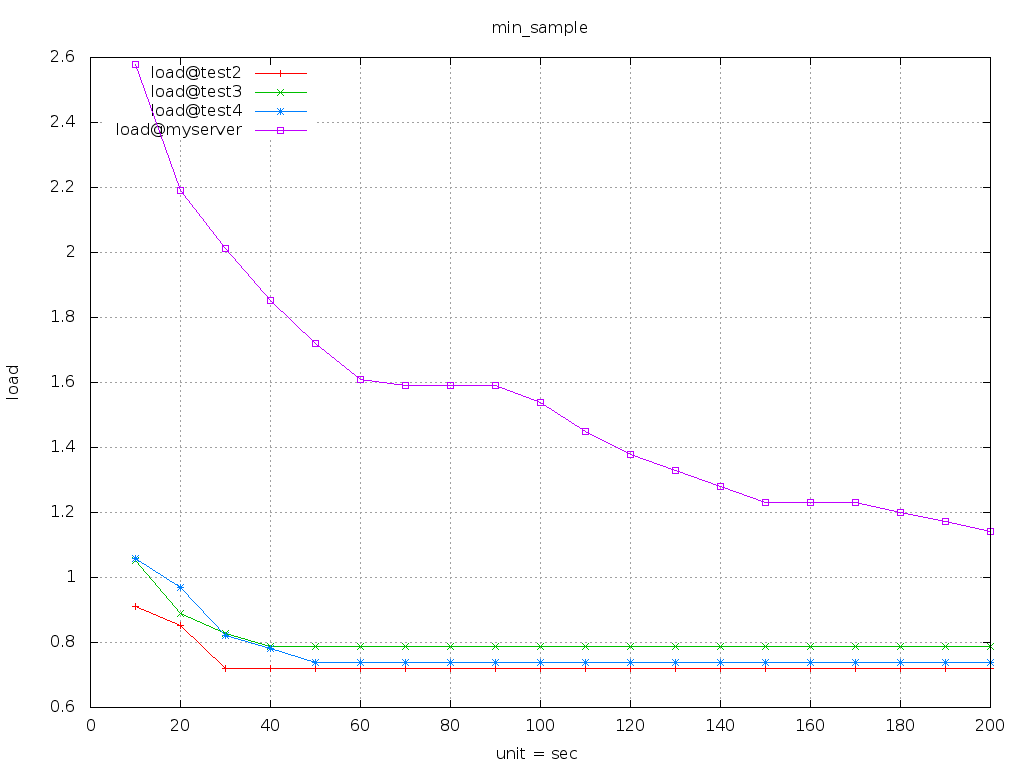 min_sample
load@test2
load@test3
load@test4
load@myserver
2.6
2.4
2.2
2
1.8
1.6
1.4
1.2
1
0.8
0.6
load
0 20 40 60 80 100 120 140 160 180 200
unit = sec